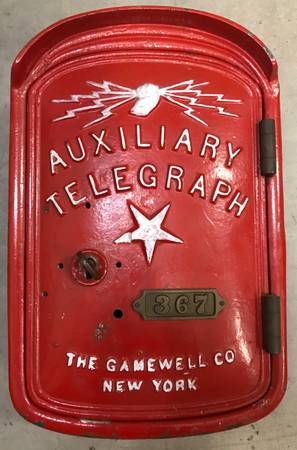 AUXILIARY
TELEGRAPH
367
THE GAMEWELL CO
NEW YORK